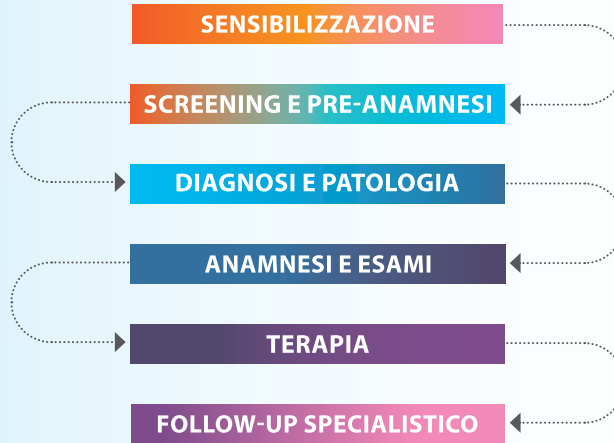 SENSIBILIZZAZIONE
SCREENING E PRE-ANAMNESI
DIAGNOSI E PATOLOGIA
ANAMNESI E ESAMI
TERAPIA
FOLLOW-UP SPECIALISTICO